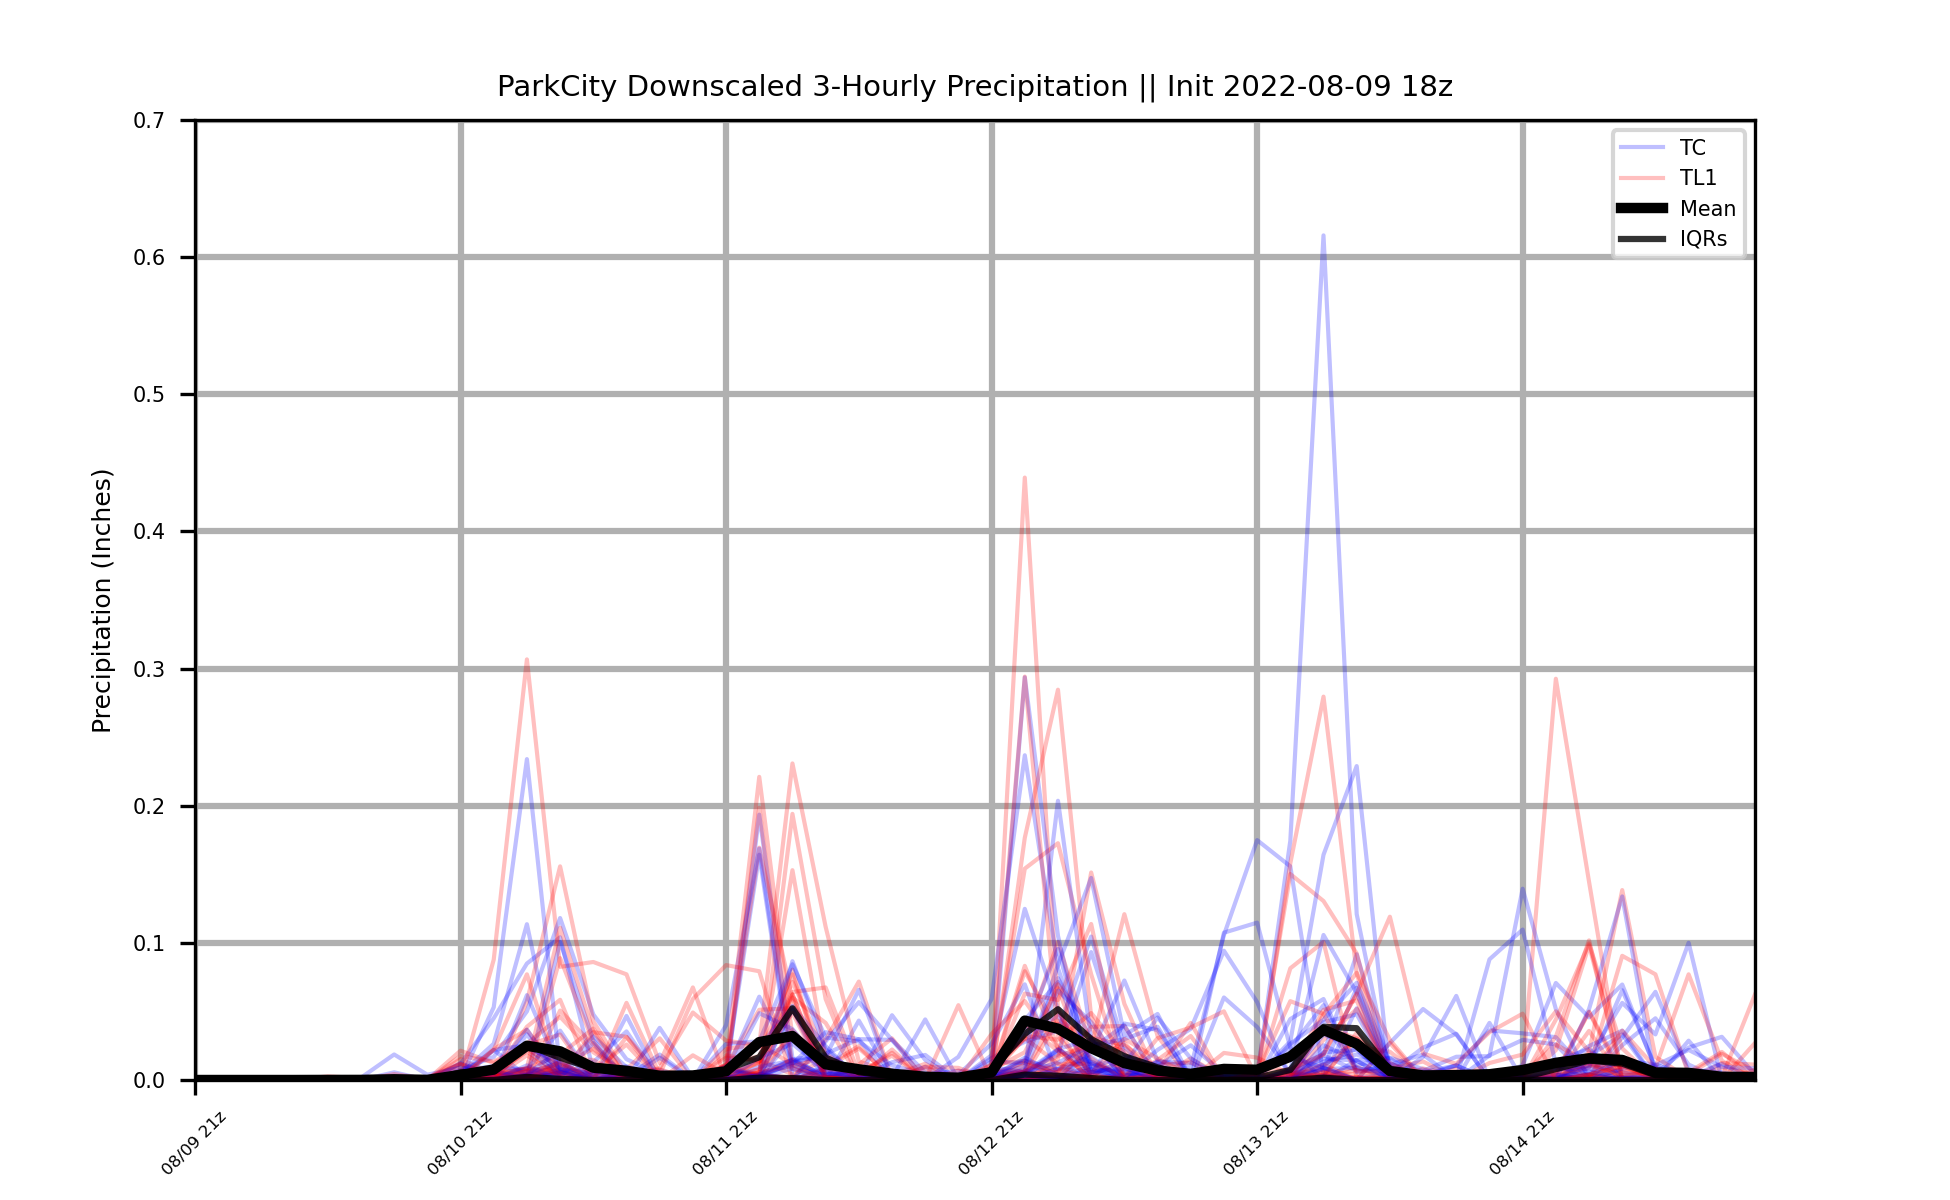 ParkCity Downscaled 3-Hourly Precipitation || Init 2022-08-09 18z
TC
TL1
Mean
IQRs
Precipitation (Inches)
0.7
0.6
0.5
0.4
0.3
0.2
0.1
0.0
08/09 21z
08/10 21z
08/11 21z
08/12 21z
08/13 21z
08/14 21z